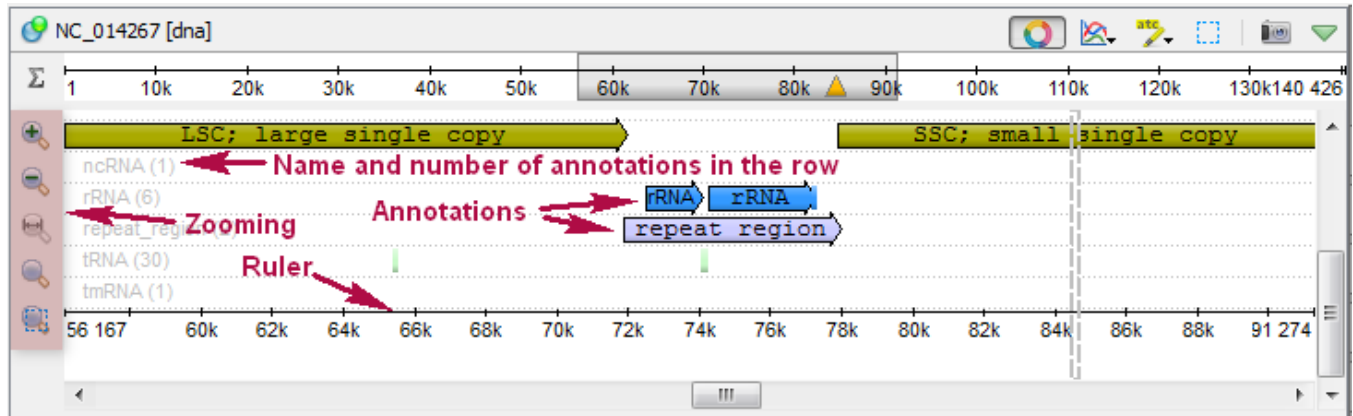 NC_014267 [dna]
atc
Σ
1 10k 20k 30k 40k 50k 60k 70k 80k 90k 100k 110k 120k 130k 140 426
LSC; large single copy SSC; small single copy
ncRNA (1) Name and number of annotations in the row
rRNA (6) rRNA rRNA
Annotations
repeat_region Zooming repeat region
tRNA (30) Ruler
tmRNA (1)
56 167 60k 62k 64k 66k 68k 70k 72k 74k 76k 78k 80k 82k 84k 86k 88k 91 274